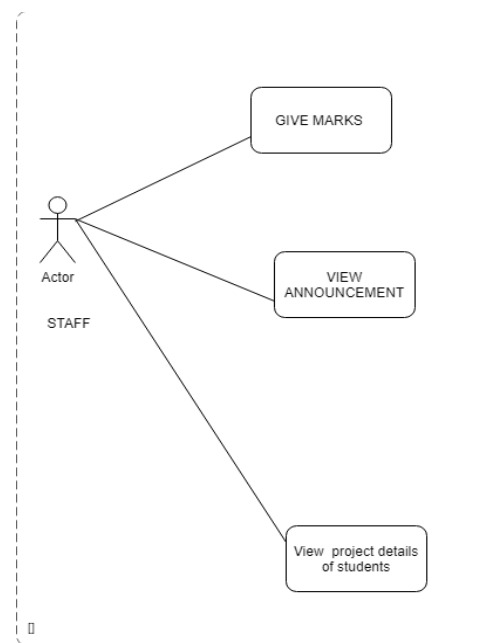 GIVE MARKS
Actor
VIEW
ANNOUNCEMENT
STAFF
View project details
of students